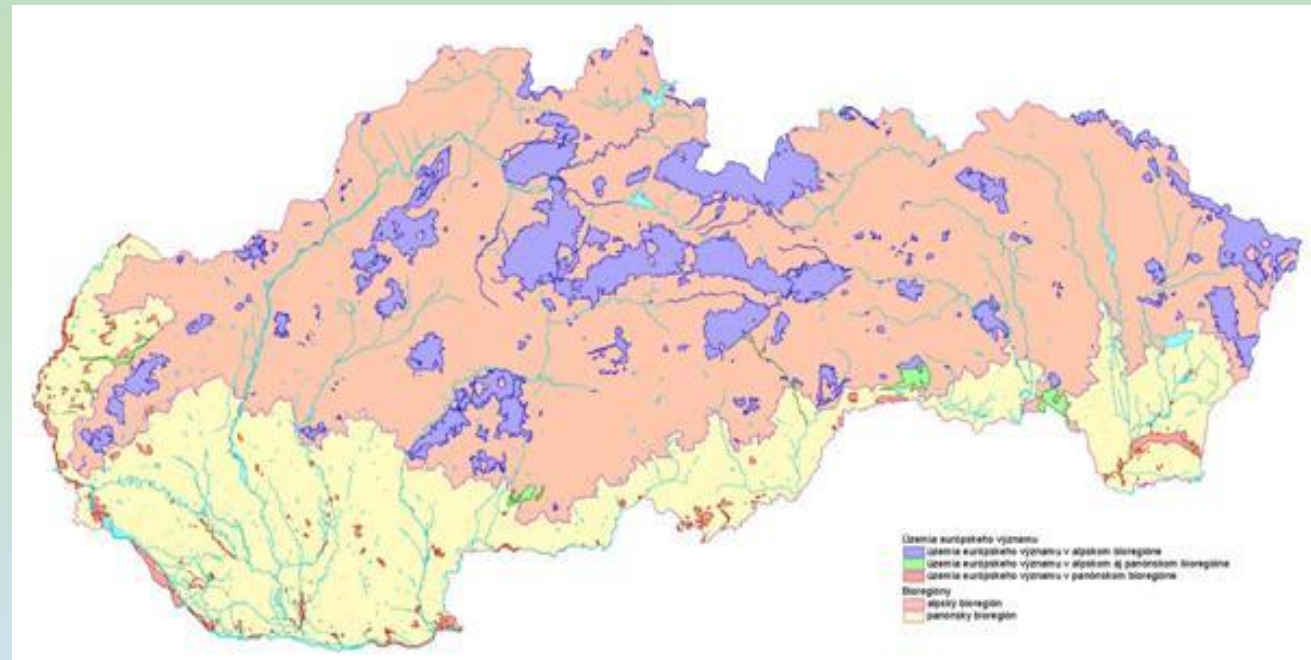 Územia európskeho významu
územia európskeho významu v alpskom bioregióne
územia európskeho významu v alpskom aj panónskom bioregióne
územia európskeho významu v panónskom bioregióne
Bioregióny
alpský bioregión
panónsky bioregión